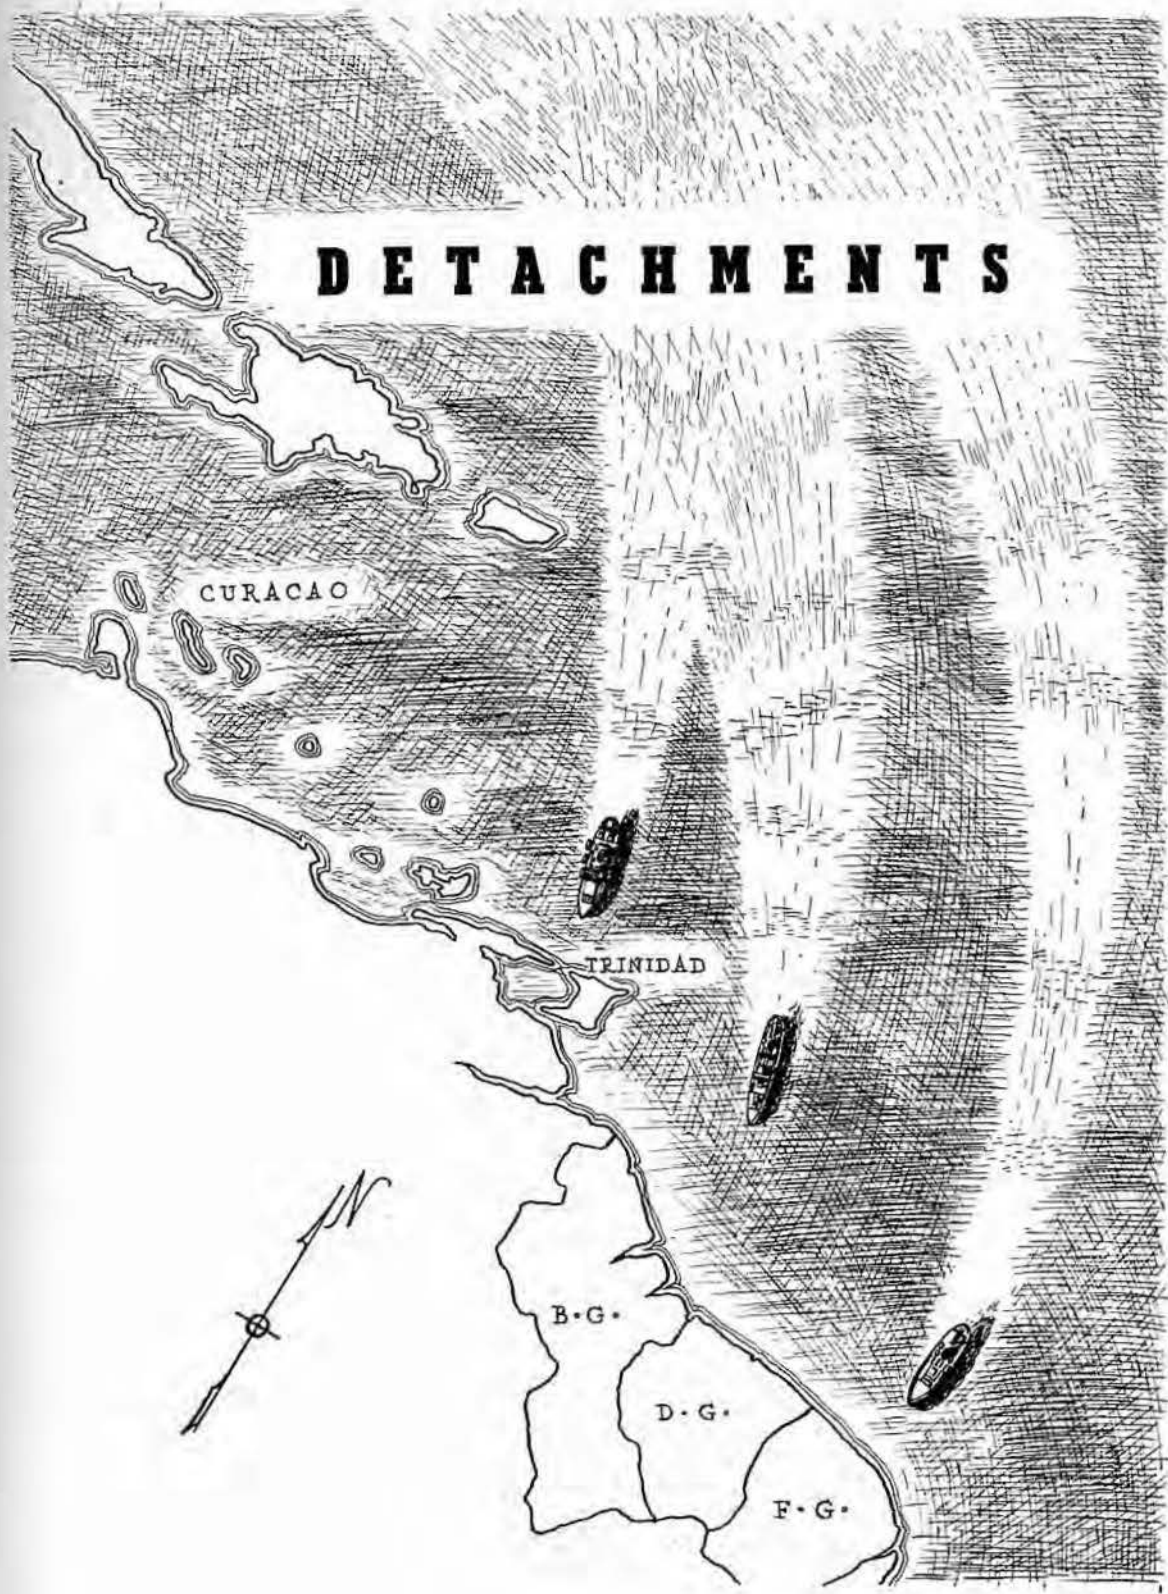 DETACHMENTS
CURACAO
TRINIDAD
N
B·G·
D·G·
F·G·